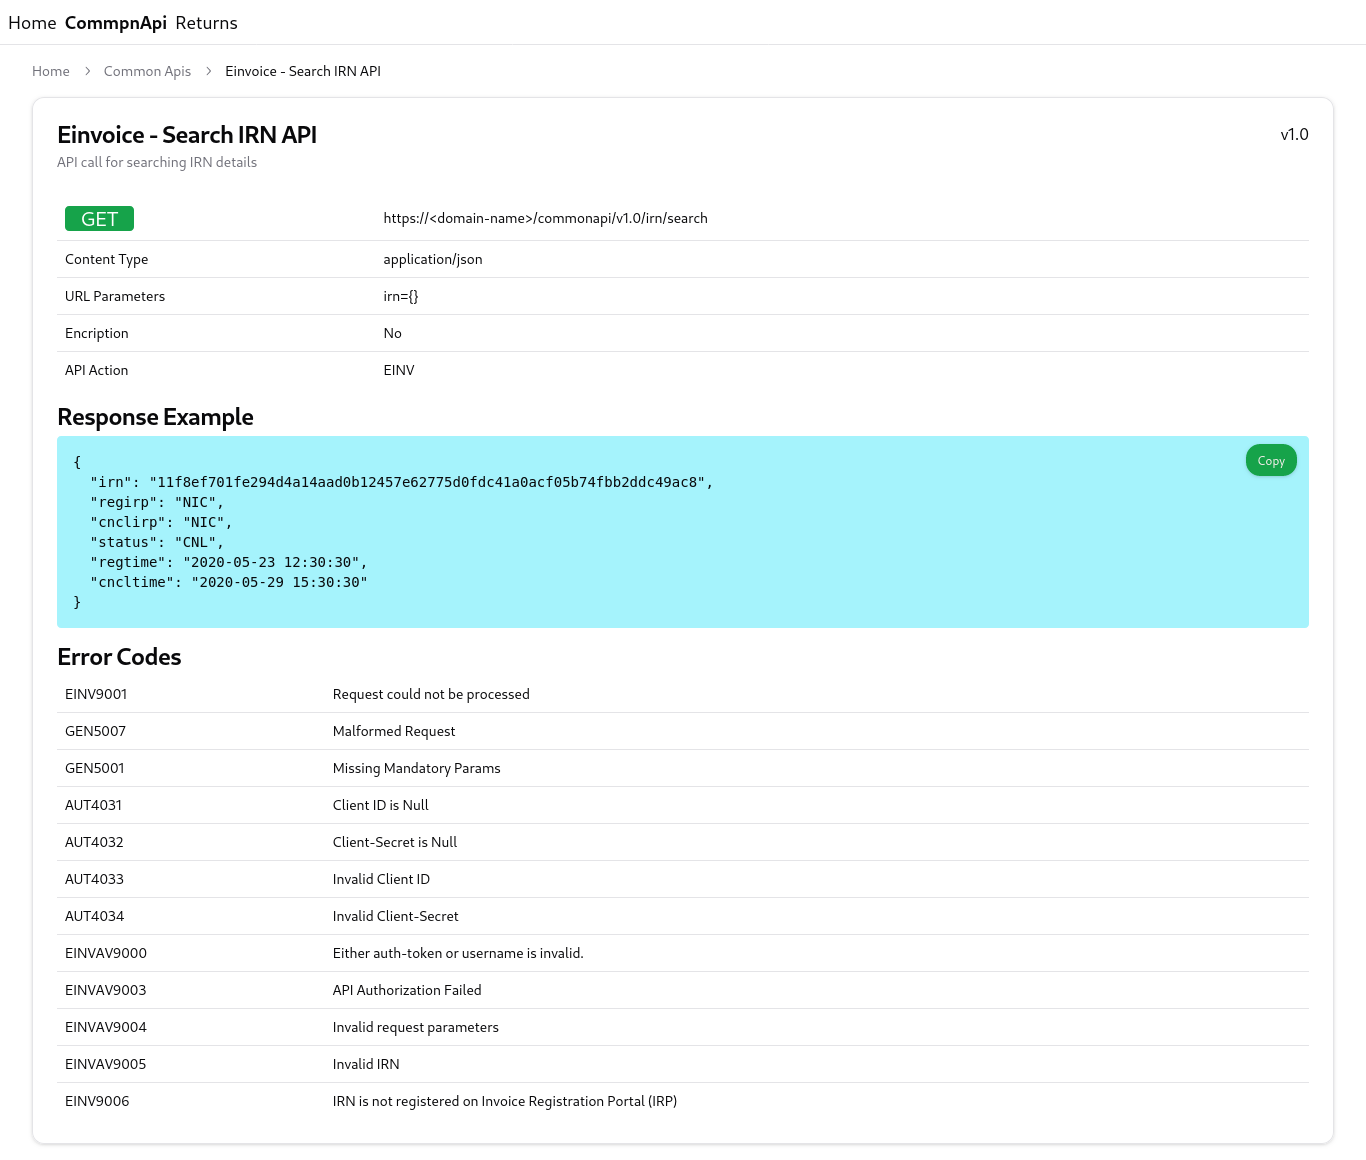 Home CommpnApi Returns
Home > Common Apis > Einvoice - Search IRN API
Einvoice - Search IRN API v1.0
API call for searching IRN details
GET https://<domain-name>/commonapi/v1.0/irn/search
Content Type application/json
URL Parameters irn={}
Encription No
API Action EINV
Response Example
Copy
{
  "irn": "11f8ef701fe294d4a14aad0b12457e62775d0fdc41a0acf05b74fbb2ddc49ac8",
  "regirp": "NIC",
  "cnclirp": "NIC",
  "status": "CNL",
  "regtime": "2020-05-23 12:30:30",
  "cncltime": "2020-05-29 15:30:30"
}
Error Codes
EINV9001 Request could not be processed
GEN5007 Malformed Request
GEN5001 Missing Mandatory Params
AUT4031 Client ID is Null
AUT4032 Client-Secret is Null
AUT4033 Invalid Client ID
AUT4034 Invalid Client-Secret
EINVAV9000 Either auth-token or username is invalid.
EINVAV9003 API Authorization Failed
EINVAV9004 Invalid request parameters
EINVAV9005 Invalid IRN
EINV9006 IRN is not registered on Invoice Registration Portal (IRP)